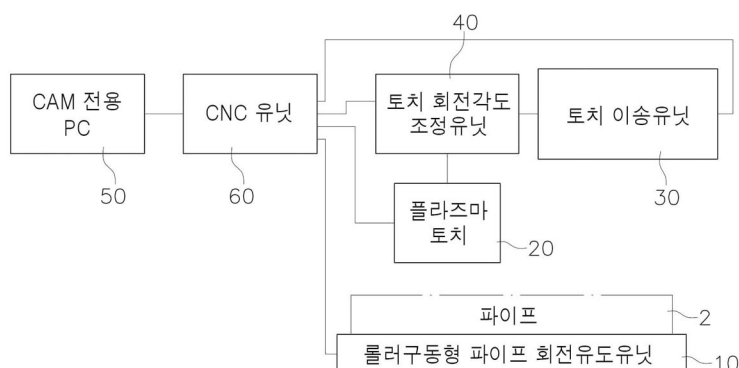 40
CAM 전용
PC
CNC 유닛
토치 회전각도
조정유닛
토치 이송유닛
50
60
30
플라즈마
토치
20
파이프
2
롤러구동형 파이프 회전유도유닛
10